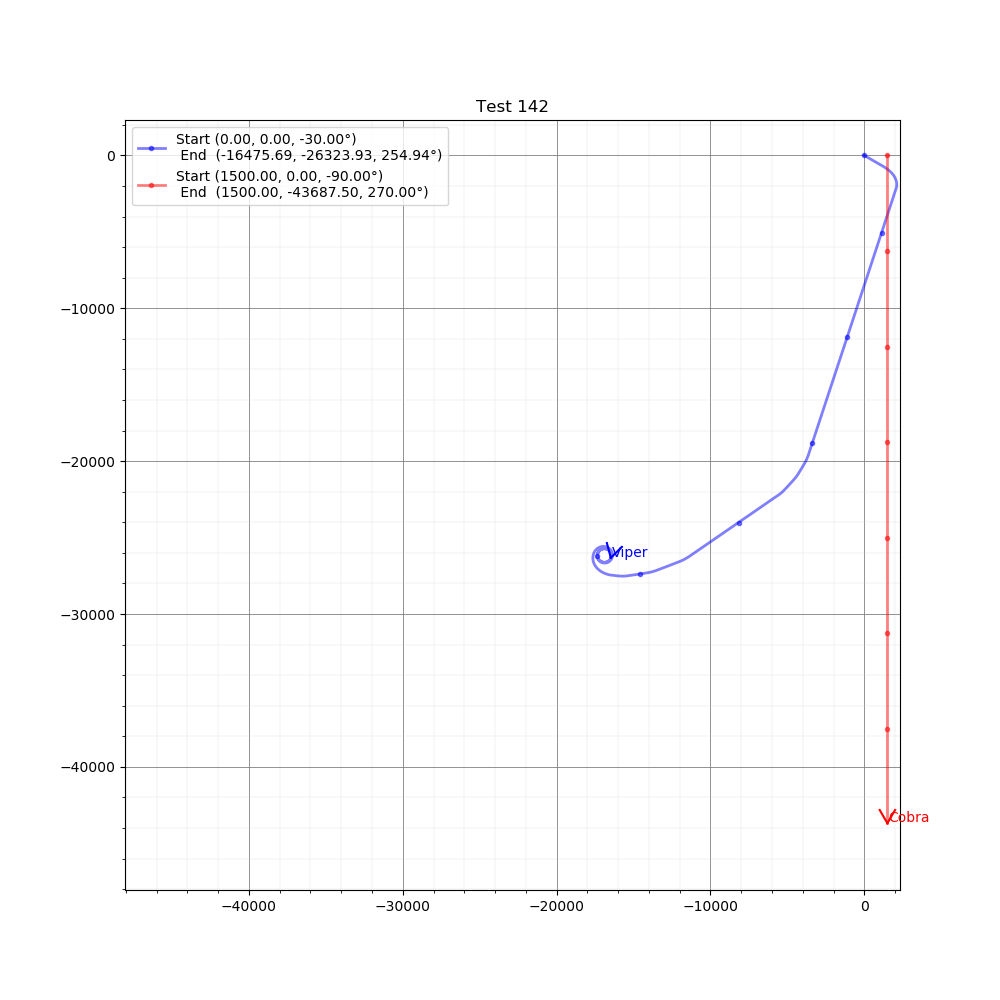 Test 142
Start (0.00, 0.00, -30.00°)
End (-16475.69, -26323.93, 254.94°)
Start (1500.00, 0.00, -90.00°)
End (1500.00, -43687.50, 270.00°)
0
−10000
−20000
−30000
−40000
Viper
Cobra
−40000 −30000 −20000 −10000 0